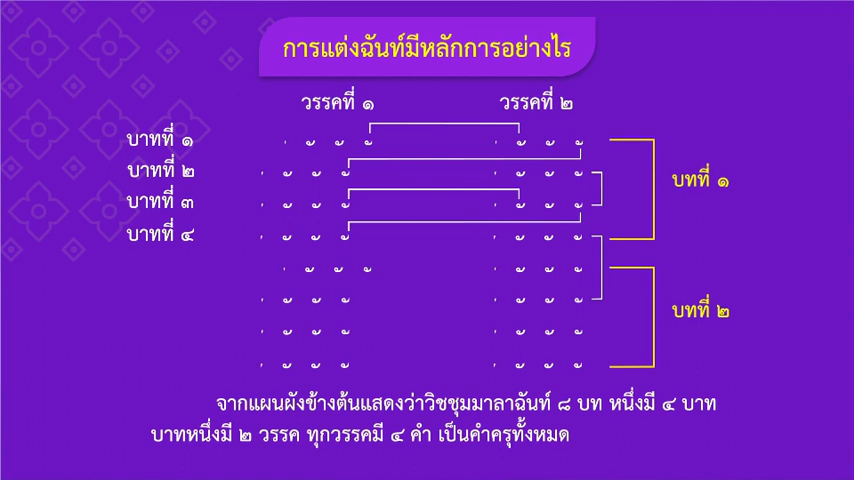 การแต่งฉันท์มีหลักการอย่างไร
วรรคที่ ๑ วรรคที่ ๒
บาทที่ ๑
บาทที่ ๒
บาทที่ ๓
บาทที่ ๔
บทที่ ๑
บทที่ ๒
จากแผนผังข้างต้นแสดงว่าวิชชุมมาลาฉันท์ ๘ บท หนึ่งมี ๔ บาท
บาทหนึ่งมี ๒ วรรค ทุกวรรคมี ๔ คำ เป็นคำครุทั้งหมด